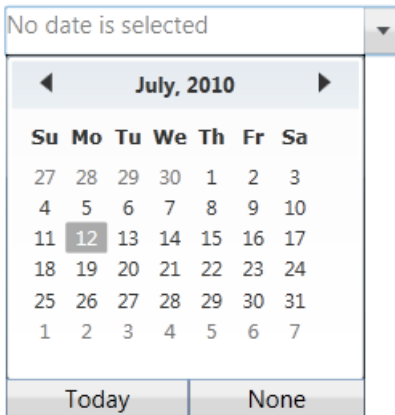 No date is selected
July, 2010
Su Mo Tu We Th Fr Sa
27 28 29 30 1 2 3
4 5 6 7 8 9 10
11 12 13 14 15 16 17
18 19 20 21 22 23 24
25 26 27 28 29 30 31
1 2 3 4 5 6 7
Today None